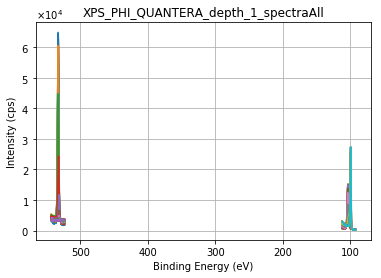 XPS_PHI_QUANTERA_depth_1_spectraAll
×10⁴
6
5
4
3
2
1
0
Intensity (cps)
500 400 300 200 100
Binding Energy (eV)